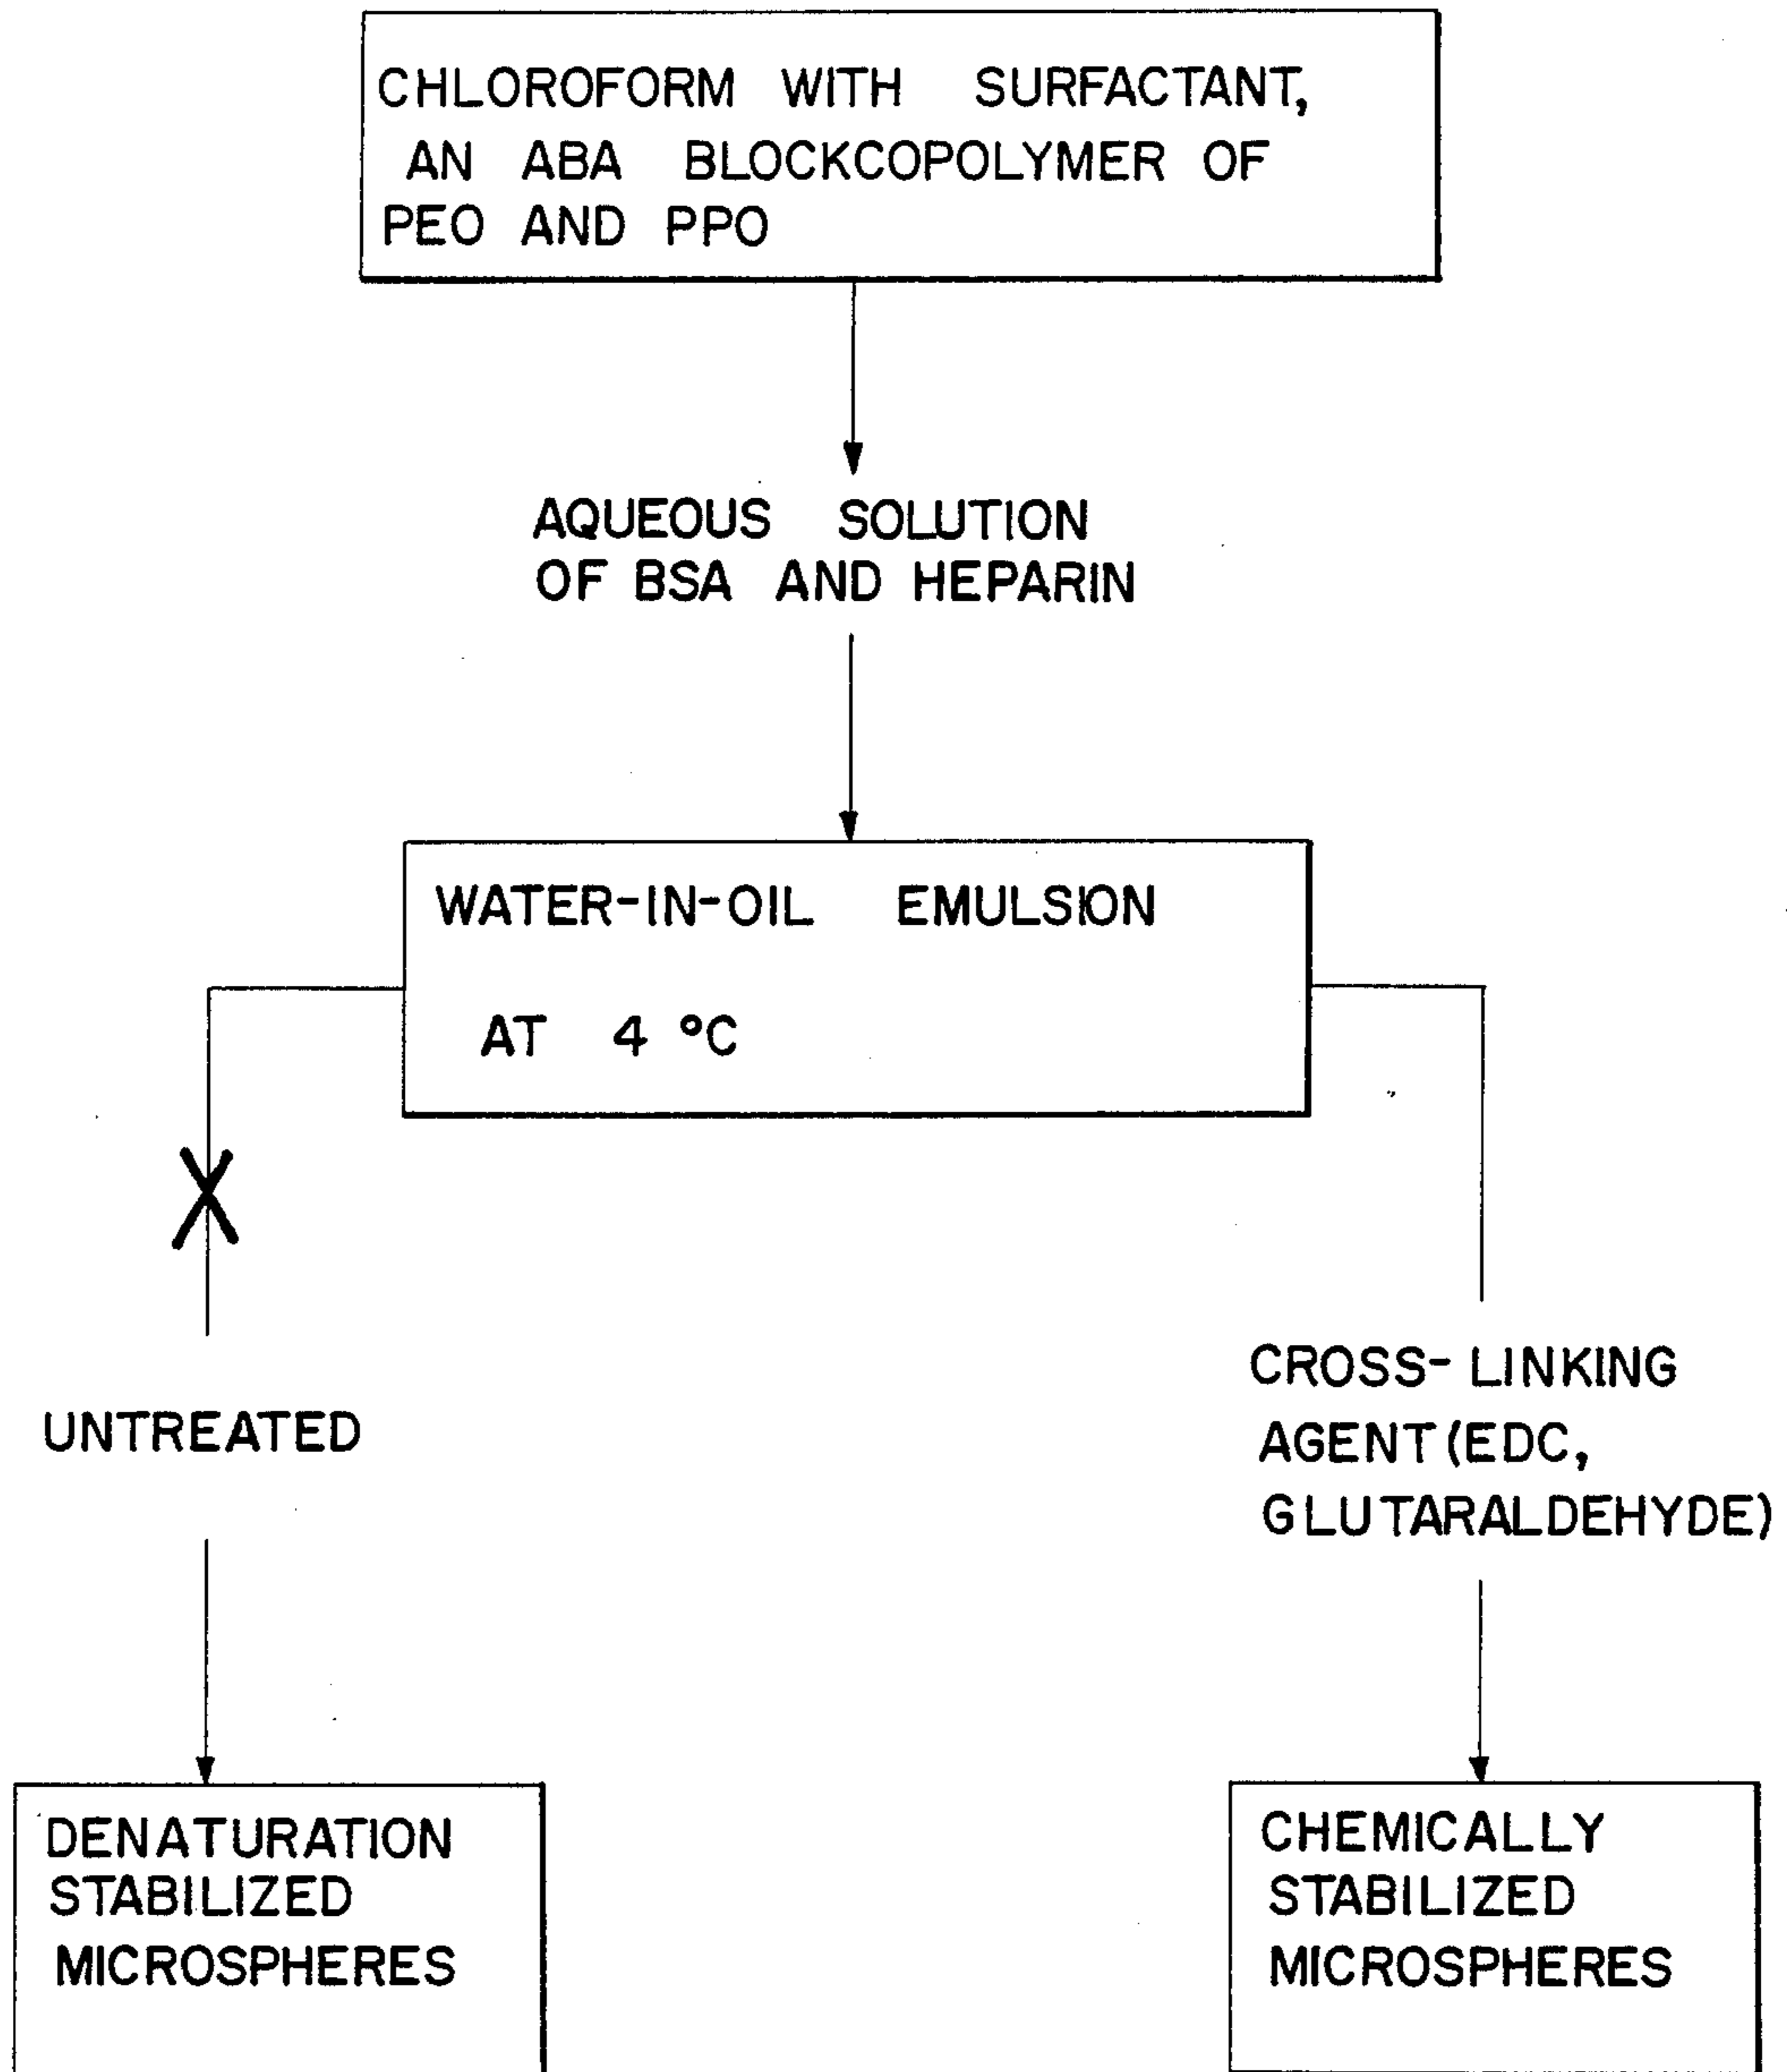 CHLOROFORM WITH SURFACTANT,
AN ABA BLOCKCOPOLYMER OF
PEO AND PPO
AQUEOUS SOLUTION
OF BSA AND HEPARIN
WATER-IN-OIL EMULSION
AT 4 °C
UNTREATED
CROSS-LINKING
AGENT (EDC,
GLUTARALDEHYDE)
DENATURATION
STABILIZED
MICROSPHERES
CHEMICALLY
STABILIZED
MICROSPHERES